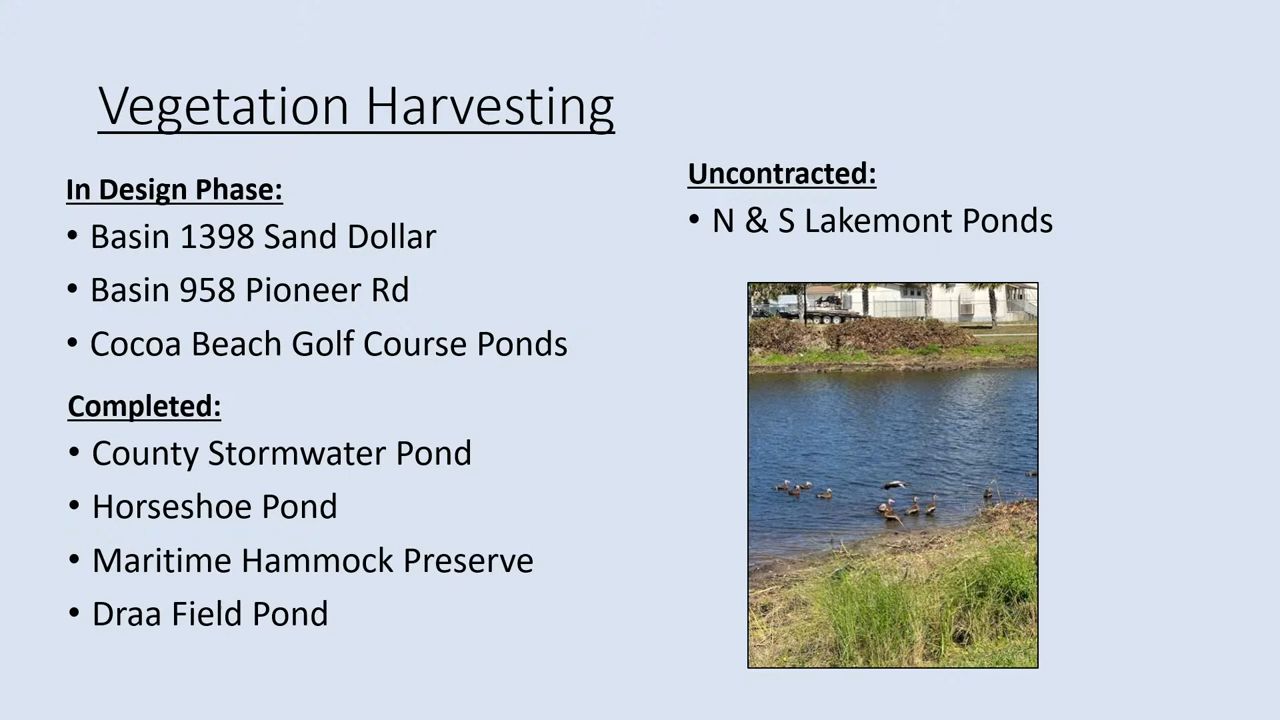 Vegetation Harvesting
In Design Phase:
• Basin 1398 Sand Dollar
• Basin 958 Pioneer Rd
• Cocoa Beach Golf Course Ponds
Completed:
• County Stormwater Pond
• Horseshoe Pond
• Maritime Hammock Preserve
• Draa Field Pond
Uncontracted:
• N & S Lakemont Ponds